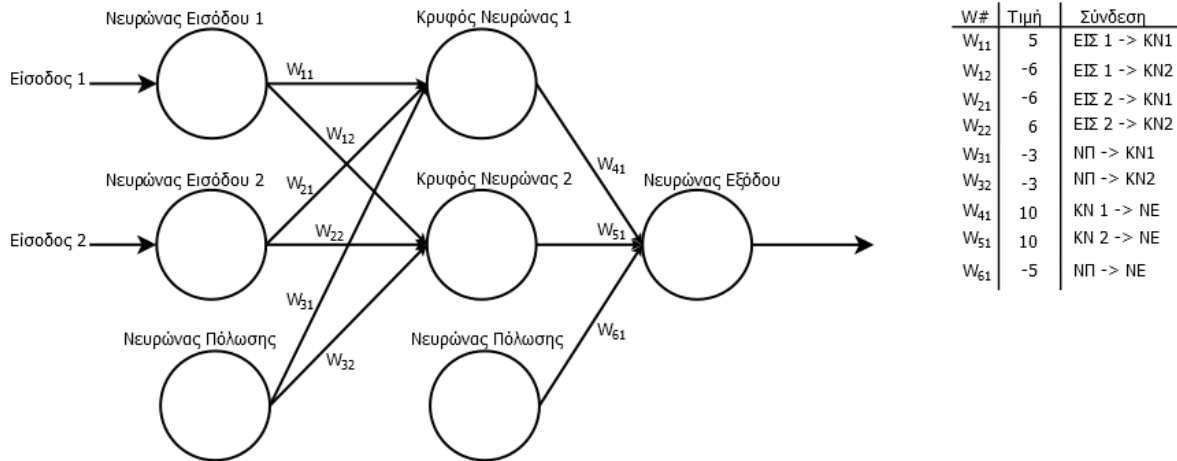 Νευρώνας Εισόδου 1
Κρυφός Νευρώνας 1
Είσοδος 1
W11
W12
Νευρώνας Εισόδου 2
W21
Κρυφός Νευρώνας 2
W41
Νευρώνας Εξόδου
Είσοδος 2
W22
W51
W31
Νευρώνας Πόλωσης
W32
Νευρώνας Πόλωσης
W61
W# Τιμή Σύνδεση
W11 5 ΕΙΣ 1 -> ΚΝ1
W12 -6 ΕΙΣ 1 -> ΚΝ2
W21 -6 ΕΙΣ 2 -> ΚΝ1
W22 6 ΕΙΣ 2 -> ΚΝ2
W31 -3 ΝΠ -> ΚΝ1
W32 -3 ΝΠ -> ΚΝ2
W41 10 ΚΝ 1 -> ΝΕ
W51 10 ΚΝ 2 -> ΝΕ
W61 -5 ΝΠ -> ΝΕ